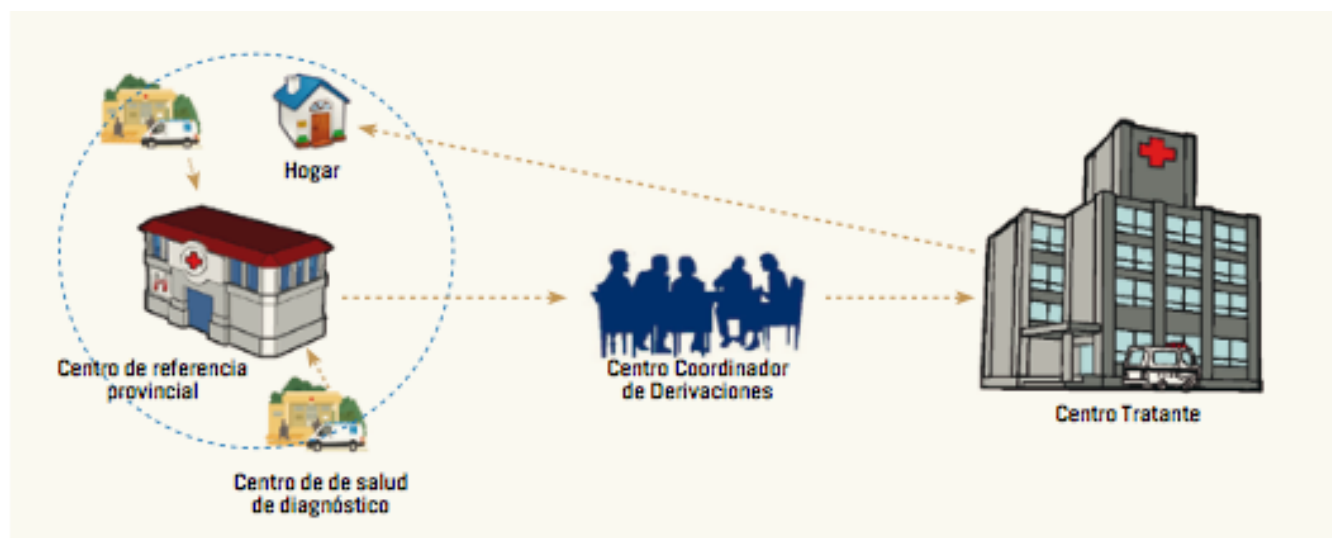 Hogar
Centro de referencia
provincial
Centro Coordinador
de Derivaciones
Centro Tratante
Centro de de salud
de diagnóstico
H